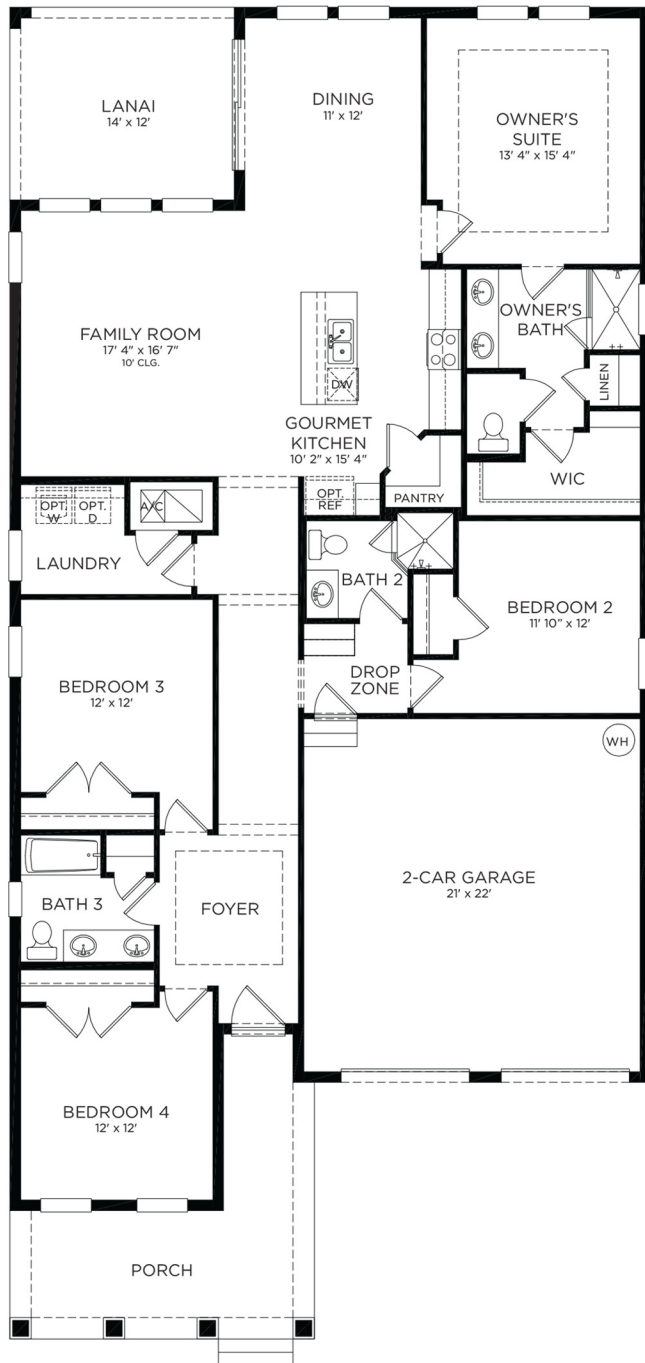 LANAI
14' x 12'
DINING
11' x 12'
OWNER'S
SUITE
13' 4" x 15' 4"
FAMILY ROOM
17' 4" x 16' 7"
10' CLG.
OWNER'S
BATH
LINEN
DW
GOURMET
KITCHEN
10' 2" x 15' 4"
WIC
PANTRY
OPT.
REF
OPT.
W
OPT.
D
A/C
LAUNDRY
BATH 2
BEDROOM 2
11' 10" x 12'
DROP
ZONE
BEDROOM 3
12' x 12'
WH
2-CAR GARAGE
21' x 22'
BATH 3
FOYER
BEDROOM 4
12' x 12'
PORCH